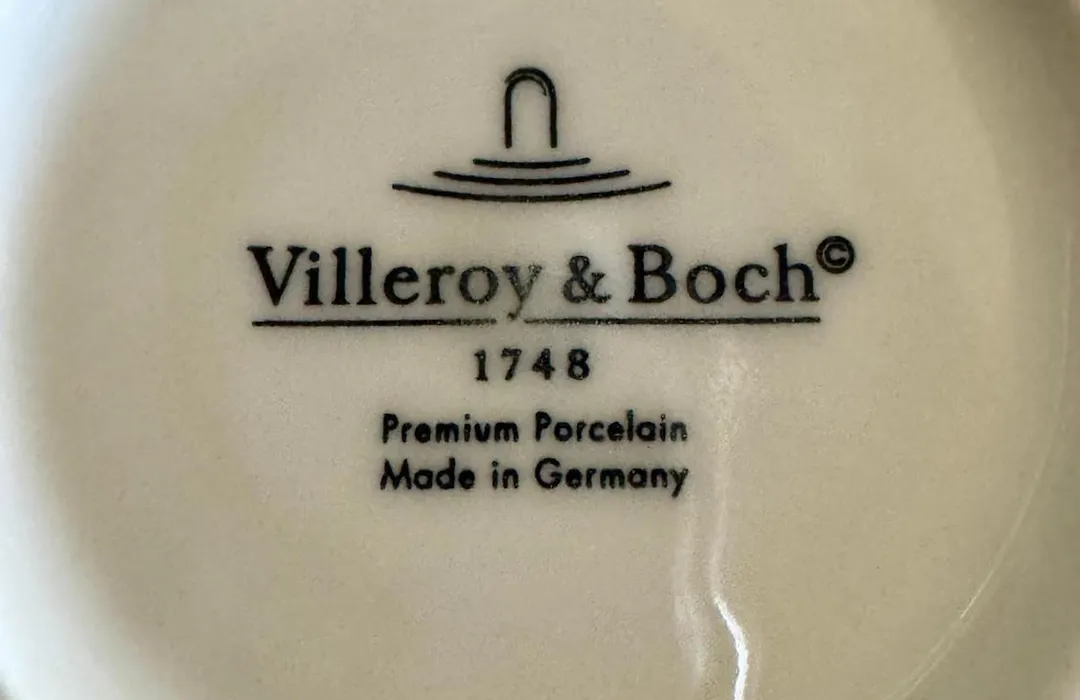 Villeroy & Boch©
1748
Premium Porcelain
Made in Germany